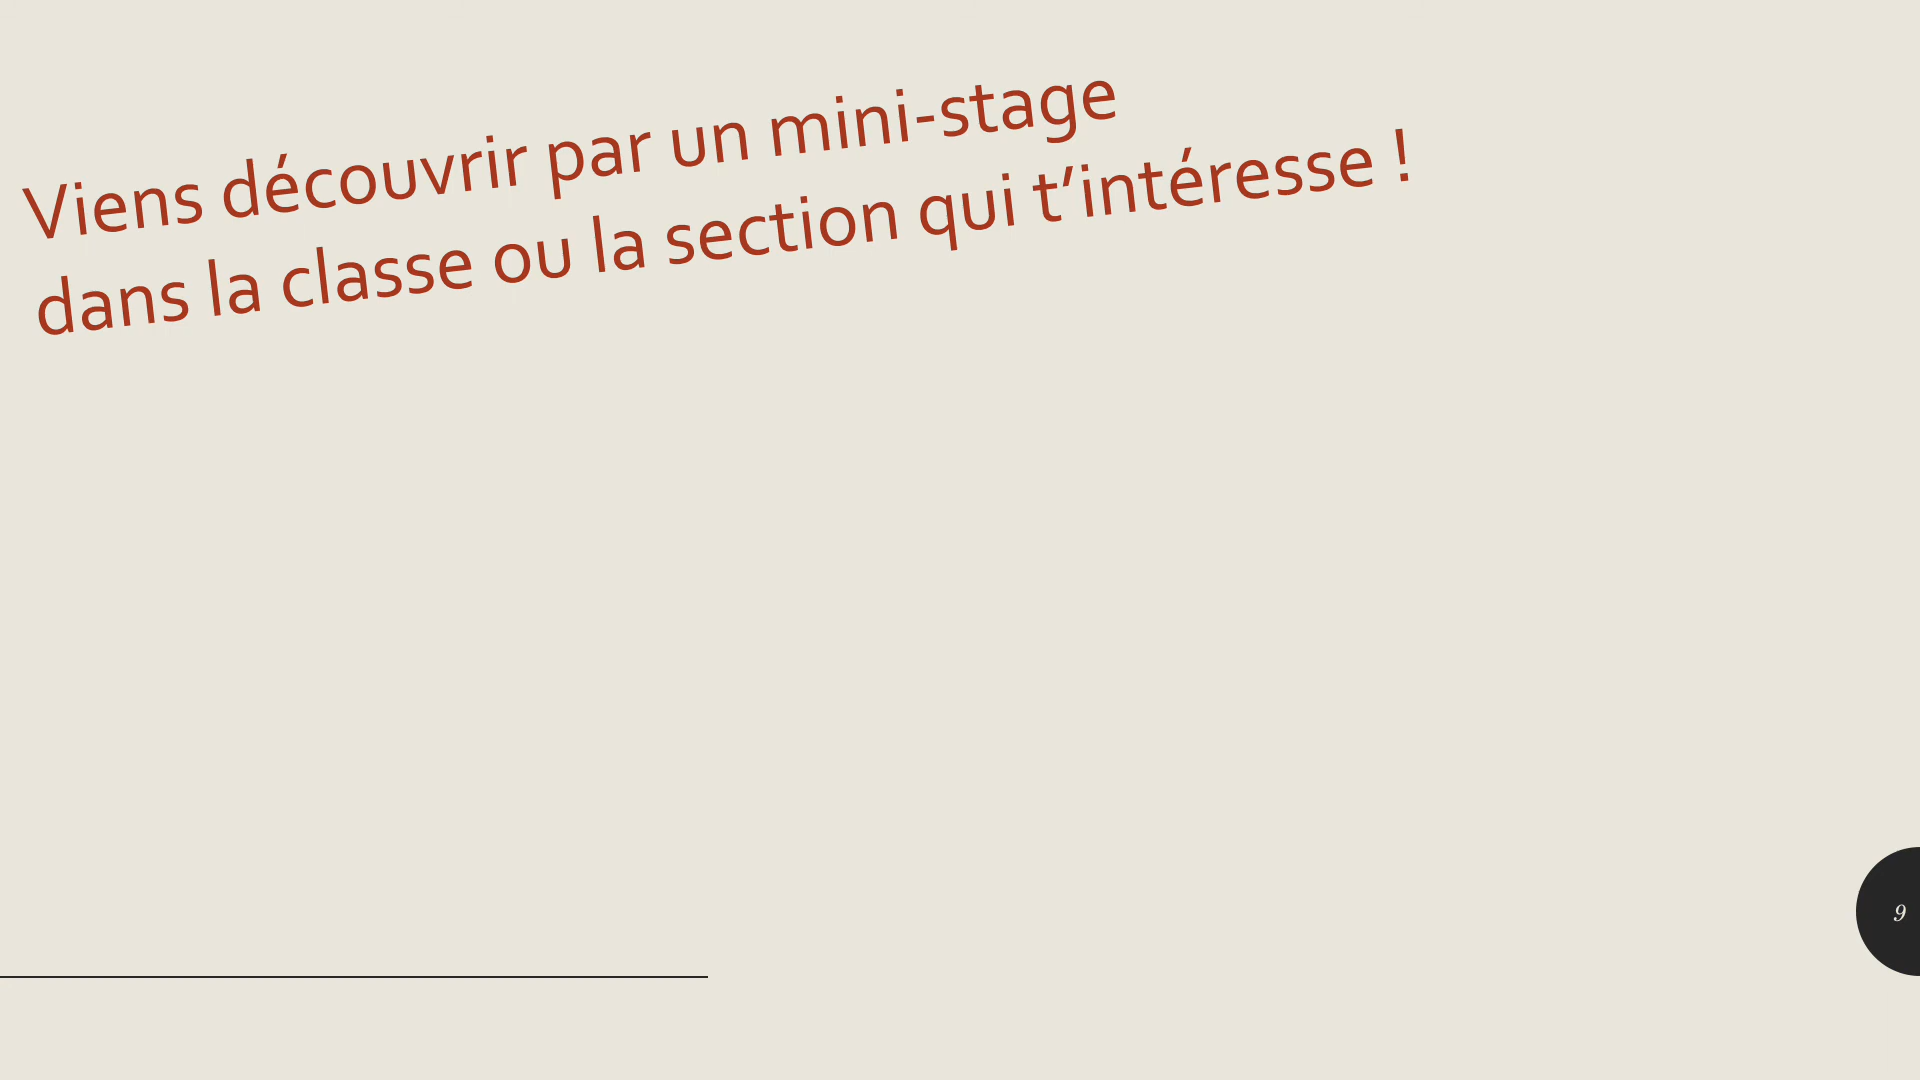 Viens découvrir par un mini-stage
dans la classe ou la section qui t’intéresse !
9